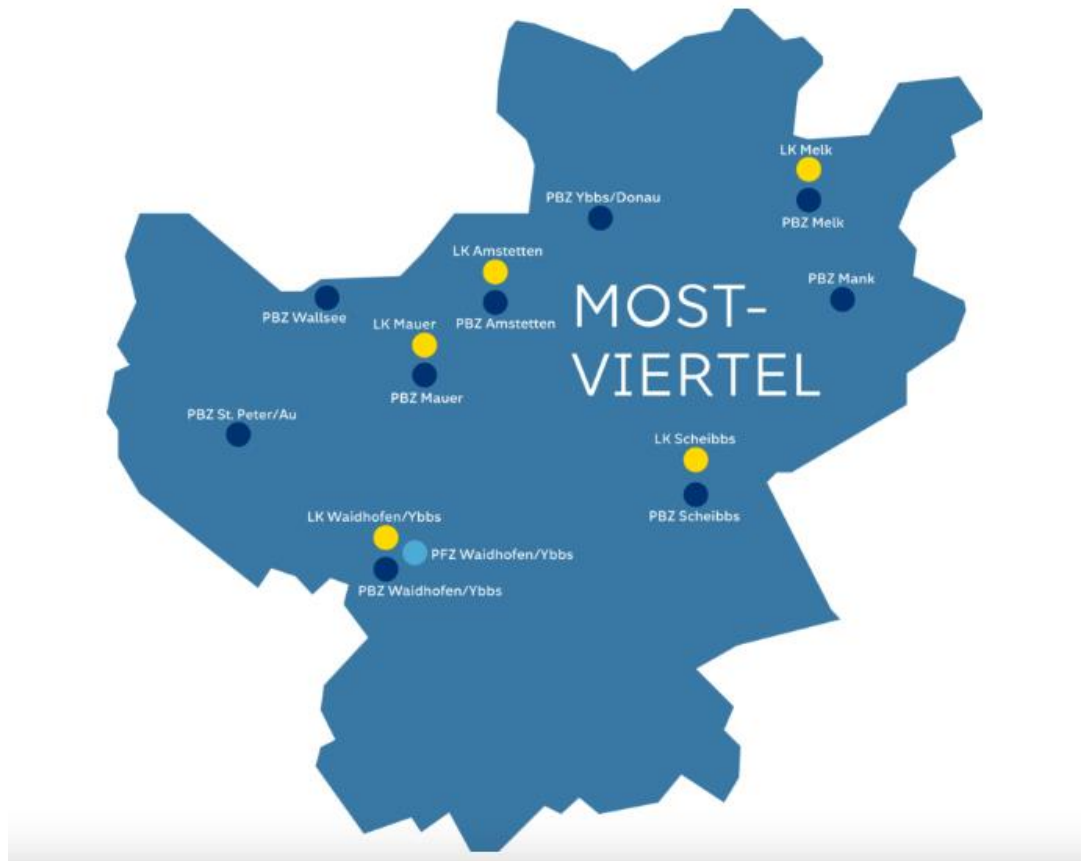 LK Melk
PBZ Ybbs/Donau
PBZ Melk
LK Amstetten
PBZ Mank
MOST-
VIERTEL
PBZ Wallsee
LK Mauer
PBZ Amstetten
PBZ Mauer
PBZ St. Peter/Au
LK Scheibbs
PBZ Scheibbs
LK Waidhofen/Ybbs
PFZ Waidhofen/Ybbs
PBZ Waidhofen/Ybbs